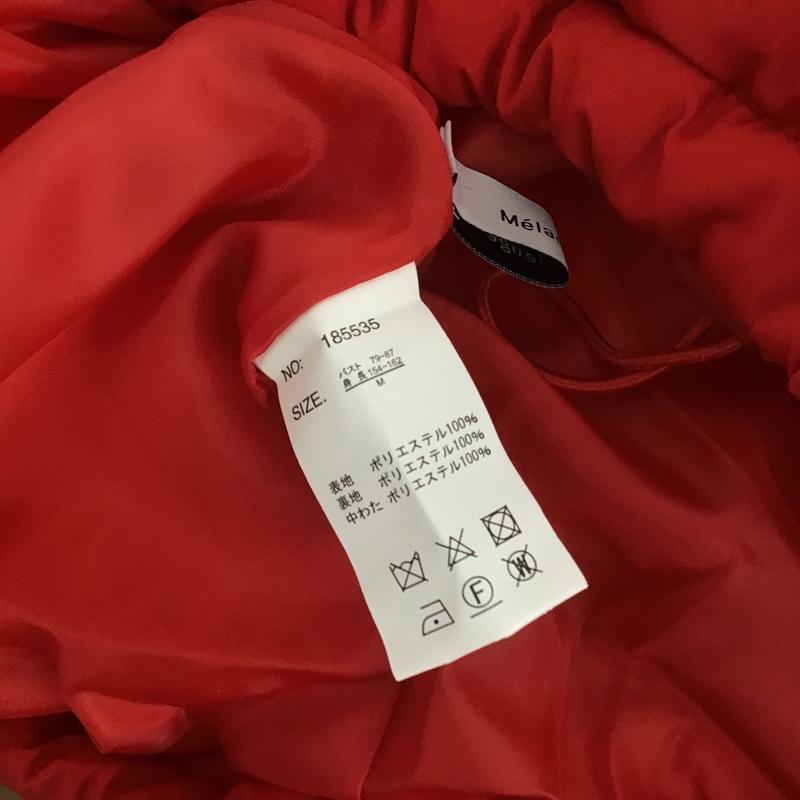 Méla
NO: 185535
SIZE. バスト 79-87
身長 154-162
M
表地 ポリエステル100%
裏地 ポリエステル100%
中わた ポリエステル100%
F
W